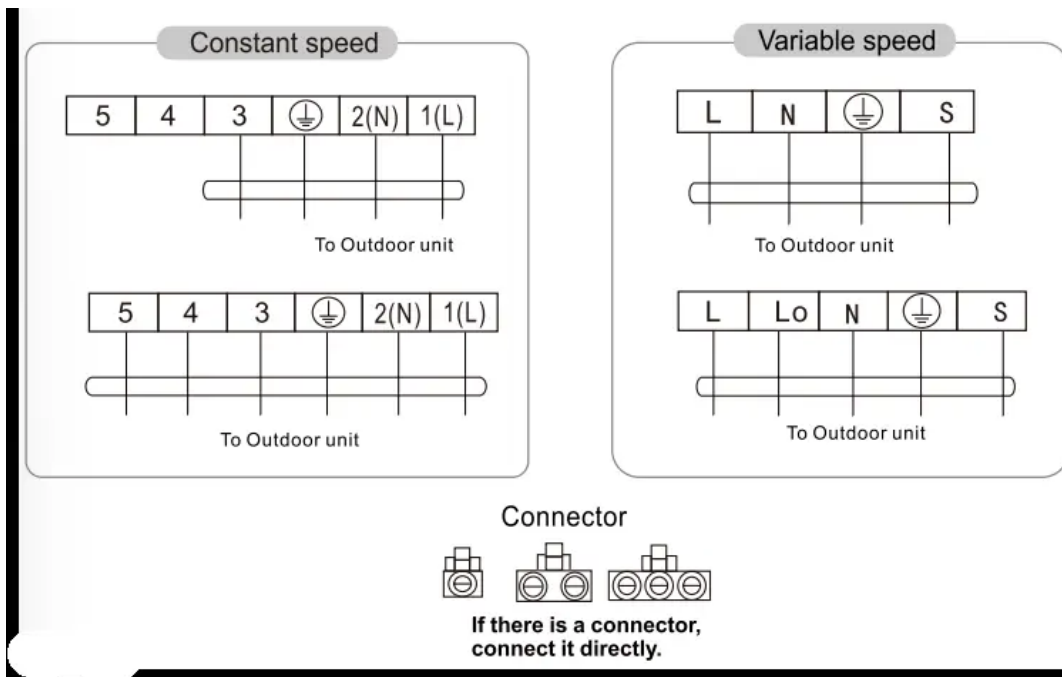 Constant speed
5 4 3 2(N) 1(L)
To Outdoor unit
5 4 3 2(N) 1(L)
To Outdoor unit
Variable speed
L N S
To Outdoor unit
L Lo N S
To Outdoor unit
Connector
If there is a connector,
connect it directly.